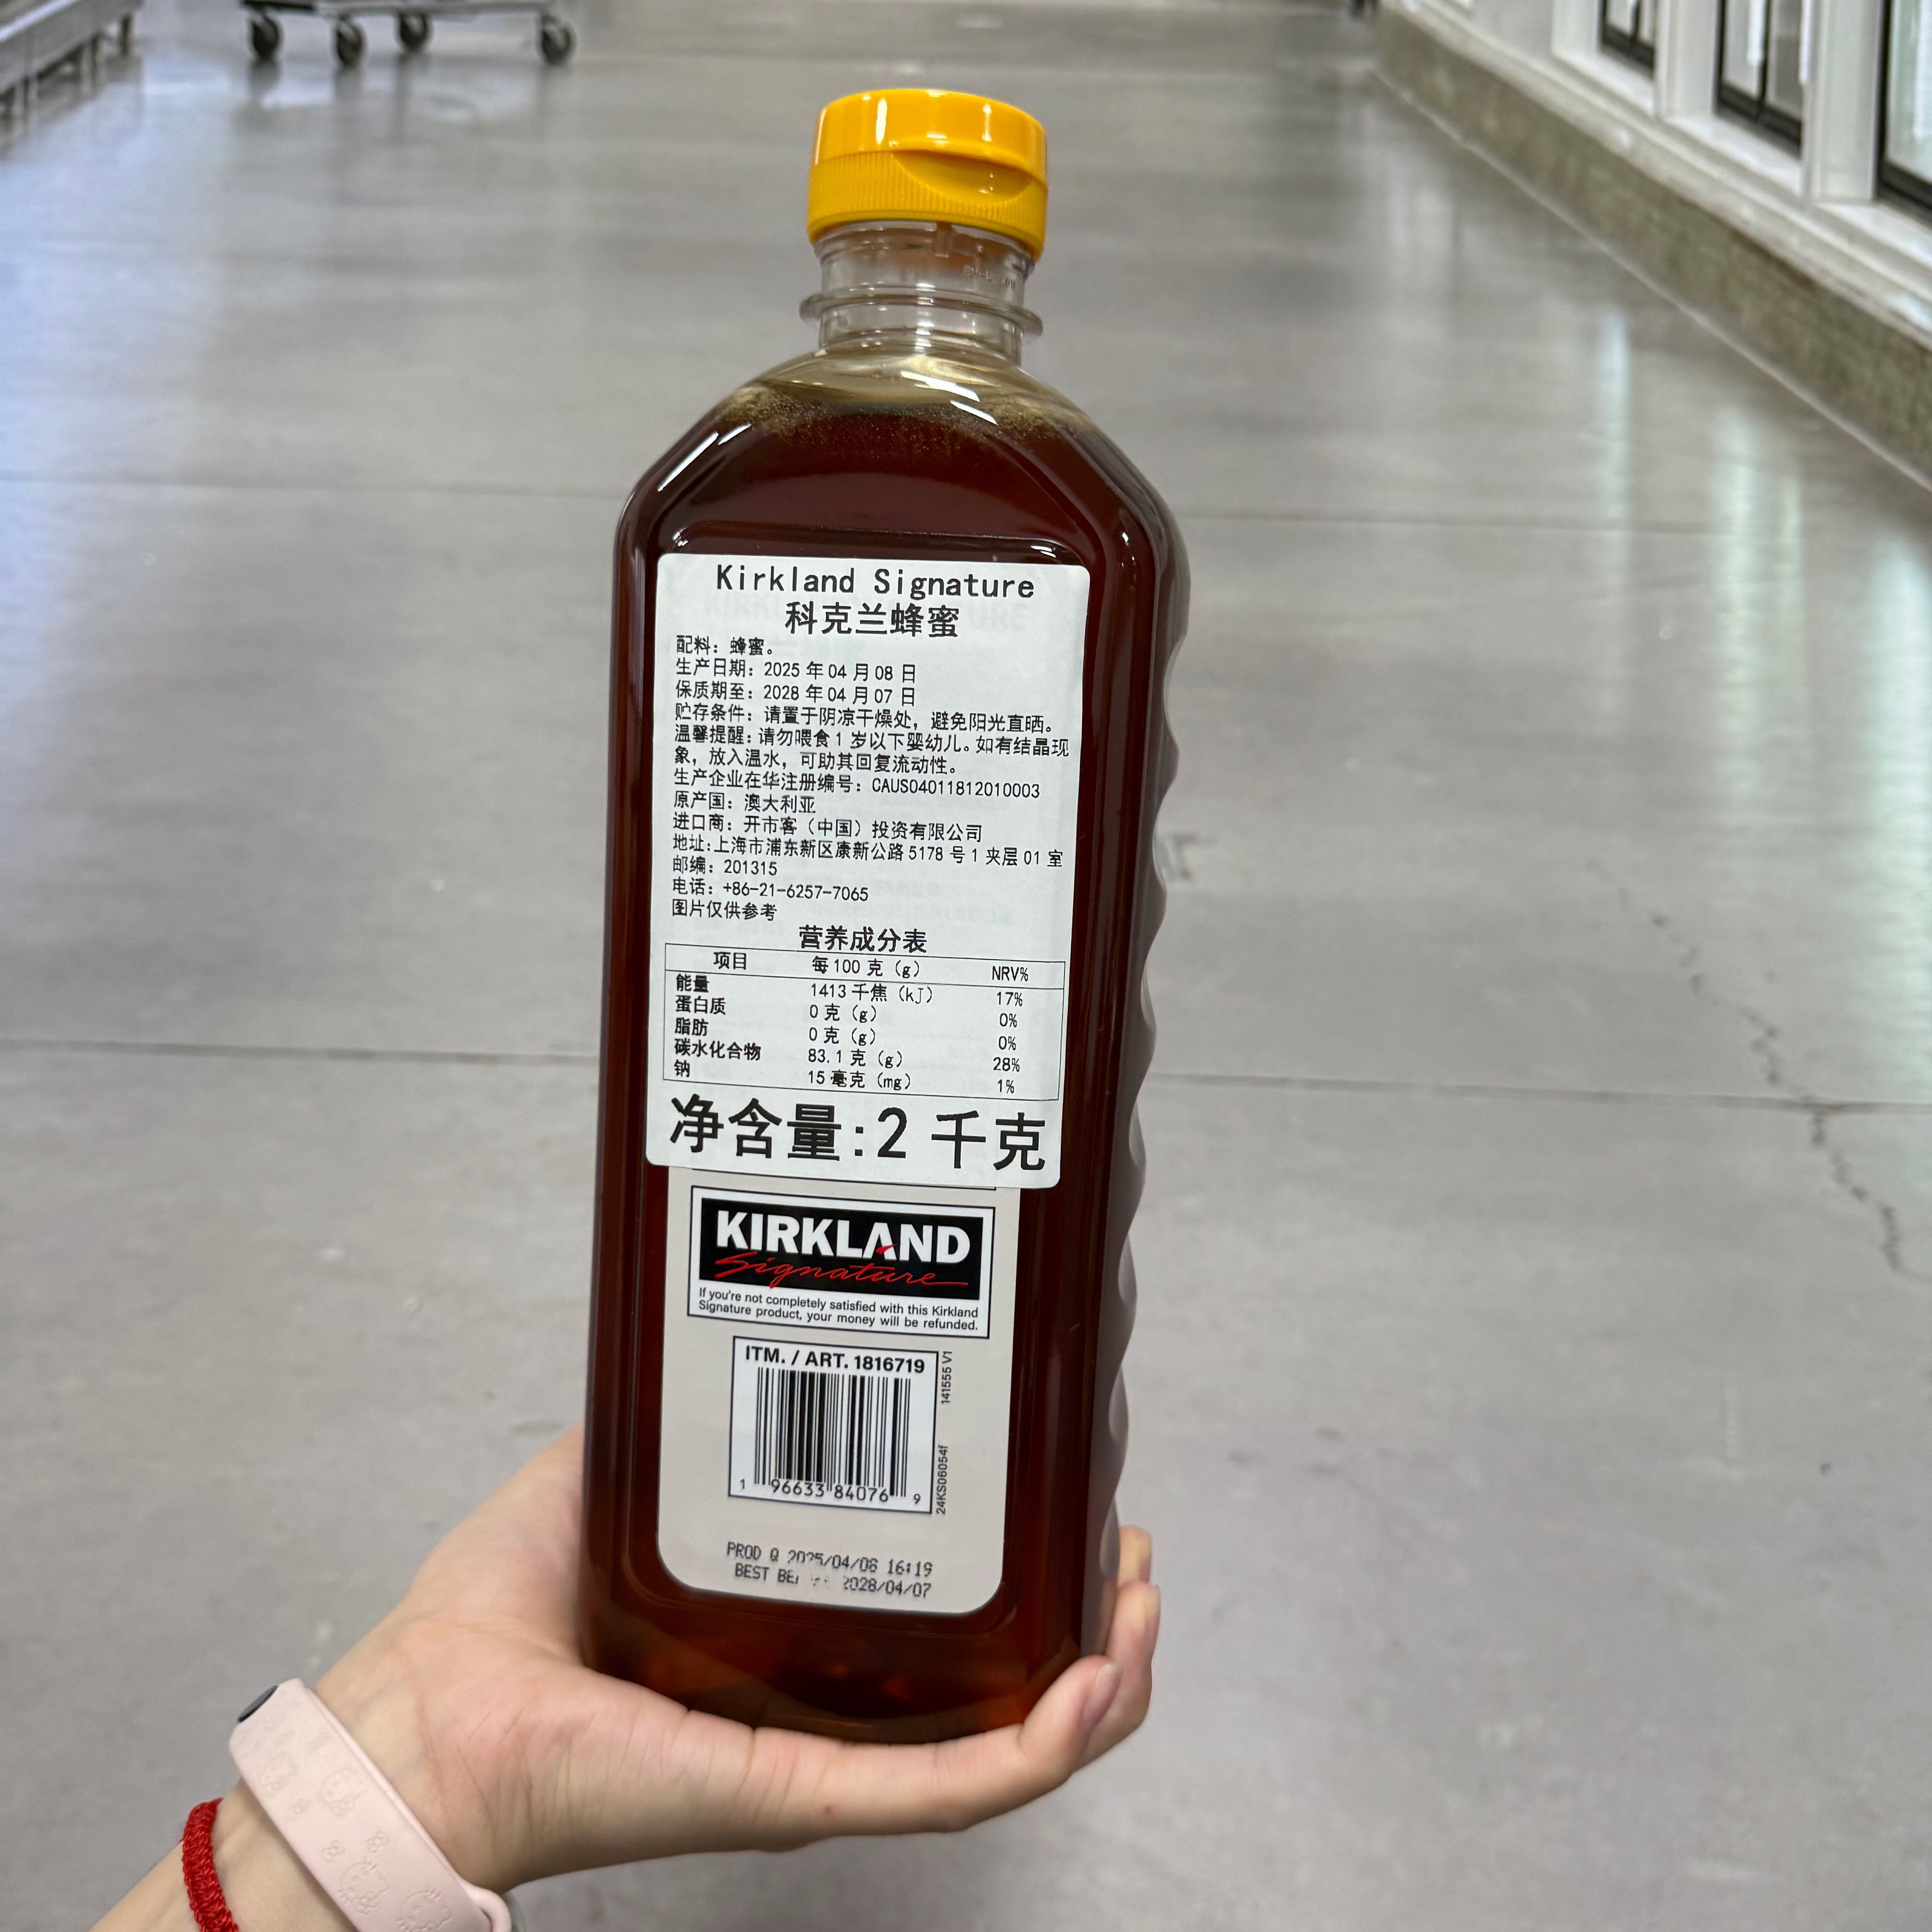 Kirkland Signature
科克兰蜂蜜
配料：蜂蜜。
生产日期：2025 年 04 月 08 日
保质期至：2028 年 04 月 07 日
贮存条件：请置于阴凉干燥处，避免阳光直晒。
温馨提醒：请勿喂食 1 岁以下婴幼儿。如有结晶现
象，放入温水，可助其回复流动性。
生产企业在华注册编号：CAUS04011812010003
原产国：澳大利亚
进口商：开市客（中国）投资有限公司
地址：上海市浦东新区康新公路 5178 号 1 夹层 01 室
邮编：201315
电话：+86-21-6257-7065
图片仅供参考
营养成分表
项目 每 100 克（g） NRV%
能量 1413 千焦（kJ） 17%
蛋白质 0 克（g） 0%
脂肪 0 克（g） 0%
碳水化合物 83.1 克（g） 28%
钠 15 毫克（mg） 1%
净含量：2 千克
KIRKLAND
Signature
If you're not completely satisfied with this Kirkland
Signature product, your money will be refunded.
ITM. / ART. 1816719
141555 V1
24KS06054f
1 96633 84076 9
PROD Q 2025/04/08 16:19
BEST 2028/04/07